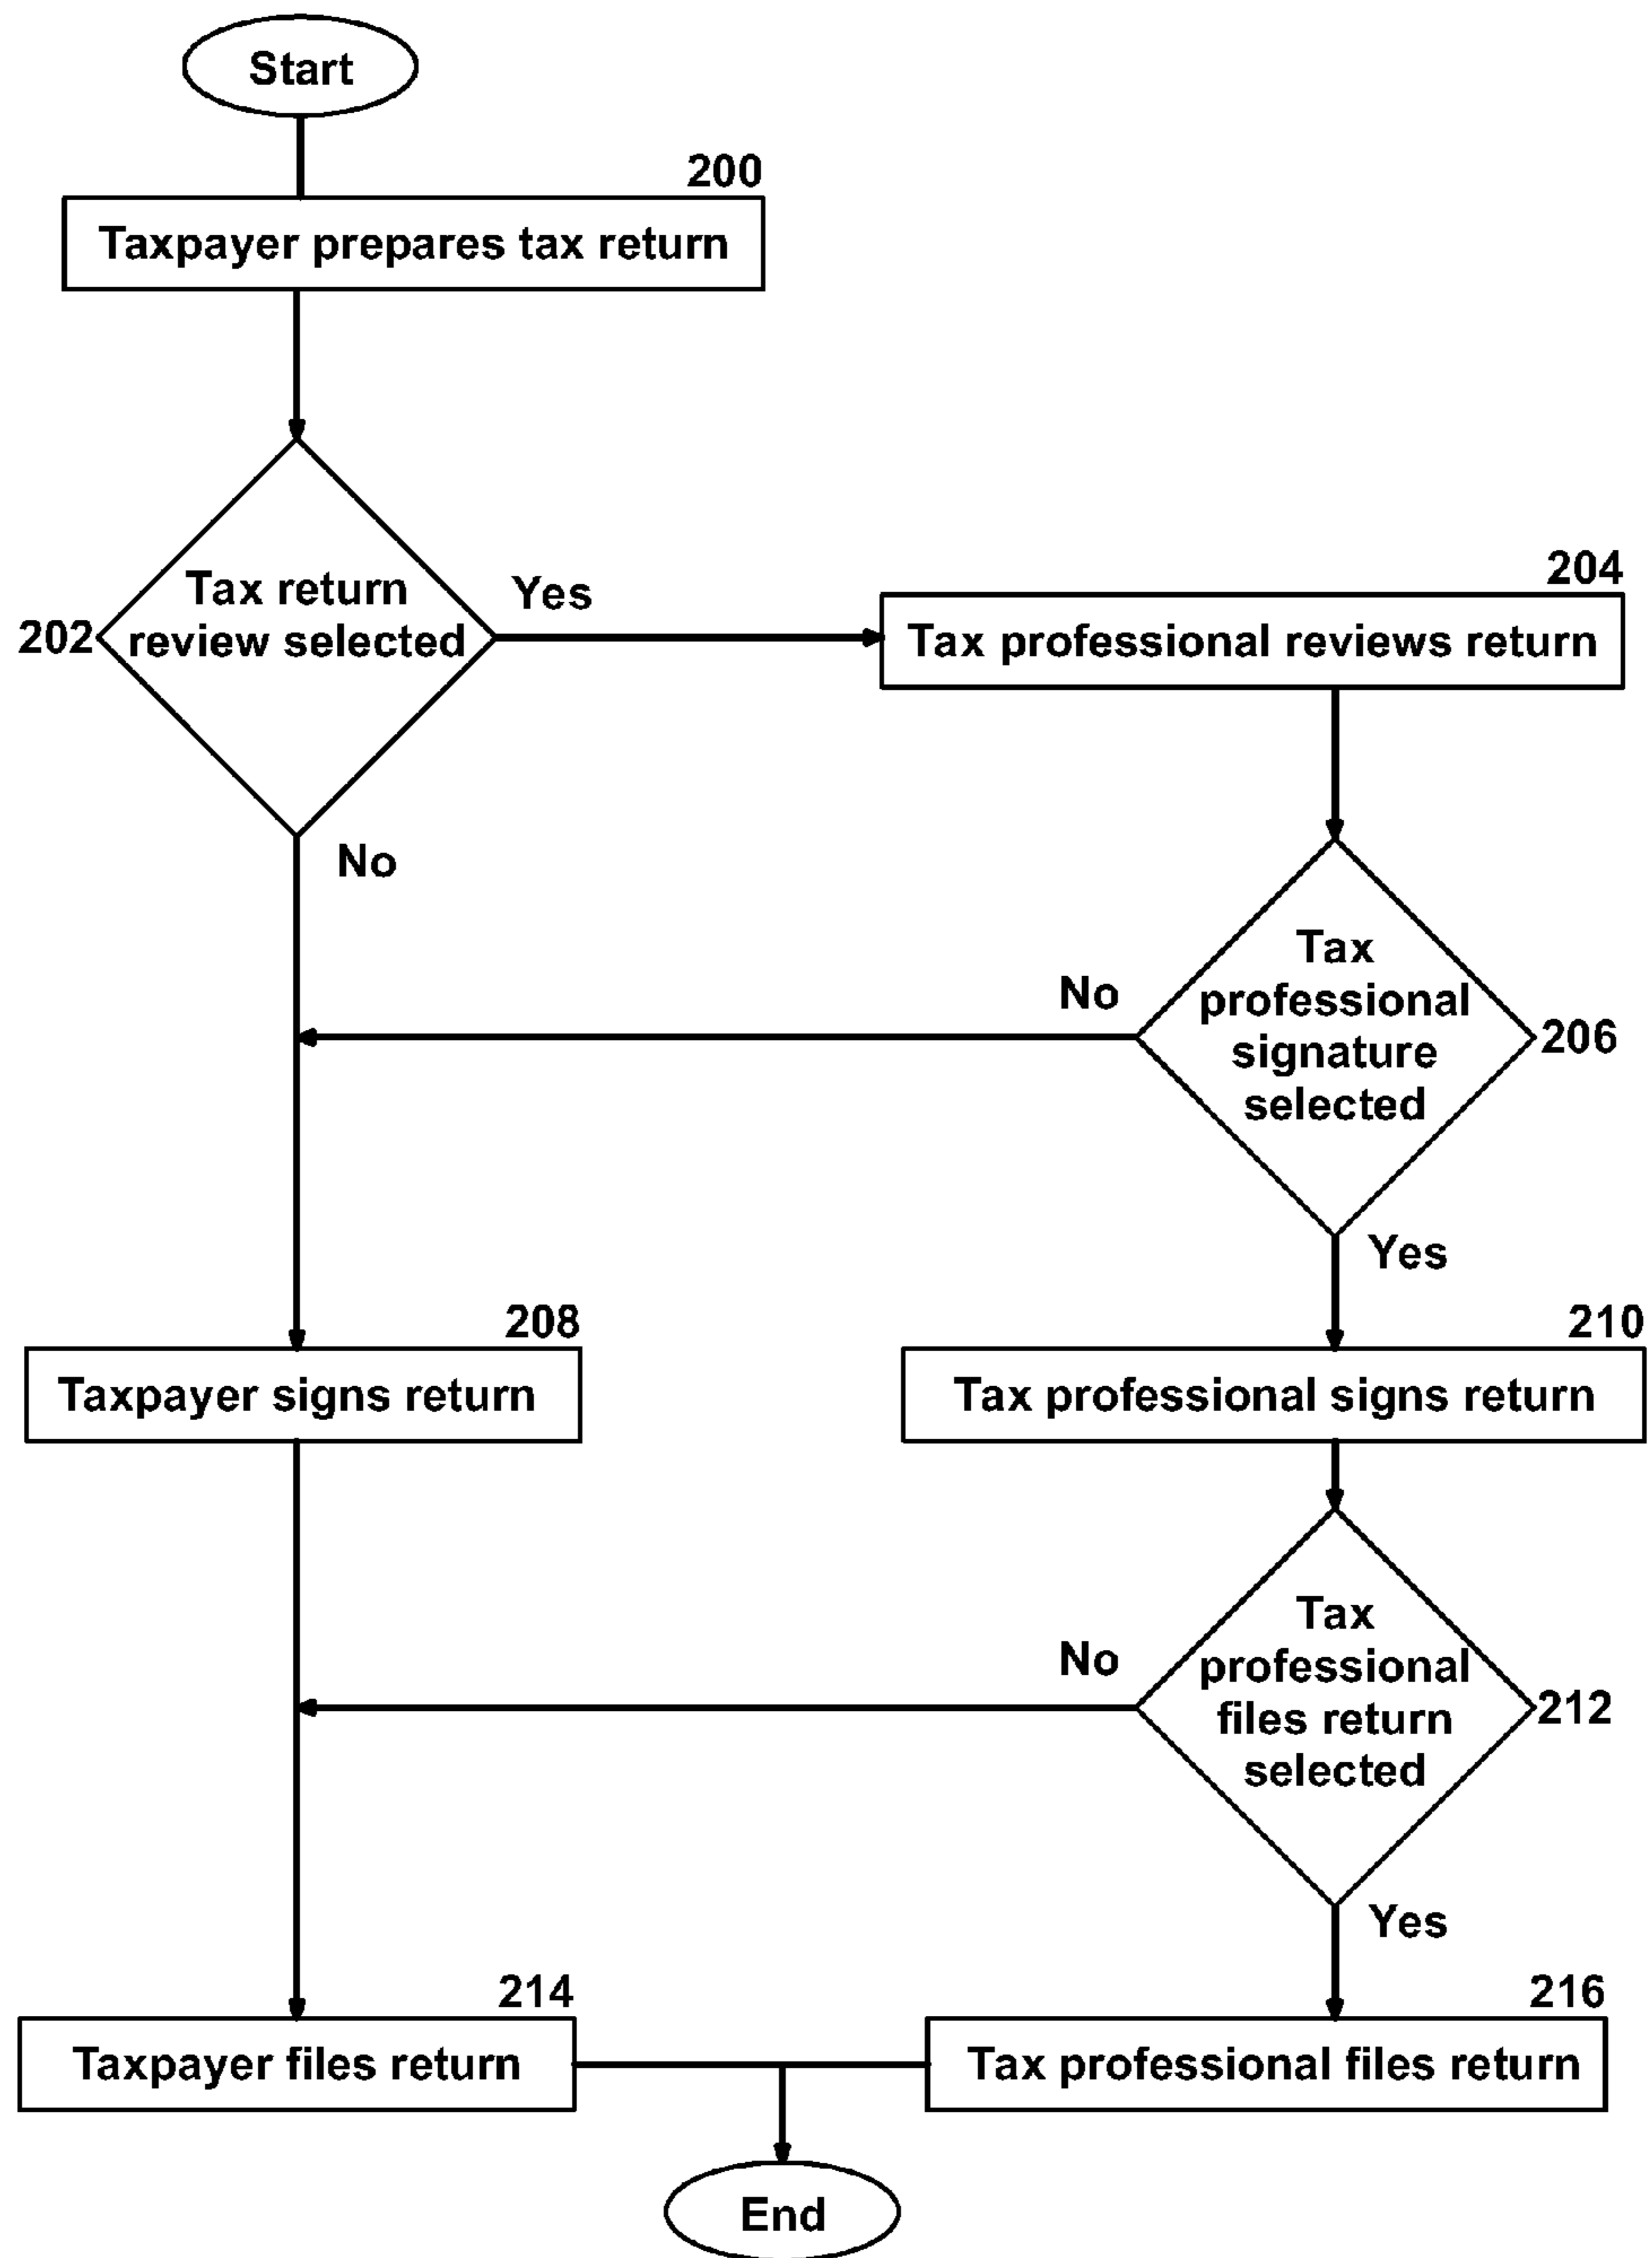 Start
200
Taxpayer prepares tax return
Tax return
review selected
202
Yes
204
Tax professional reviews return
No
Tax
professional
signature
selected
206
No
Yes
208
Taxpayer signs return
210
Tax professional signs return
Tax
professional
files return
selected
212
No
Yes
214
Taxpayer files return
216
Tax professional files return
End